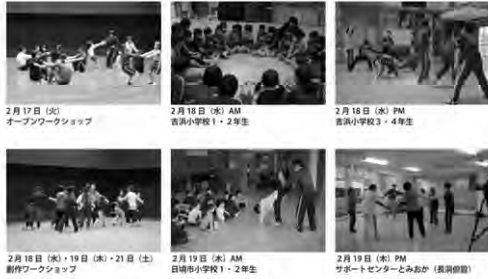 2月17日（火）
オープンワークショップ
2月18日（水）AM
吉浜小学校1・2年生
2月18日（水）PM
吉浜小学校3・4年生
2月18日（水）・19日（木）・21日（土）
創作ワークショップ
2月19日（木）AM
日頃市小学校1・2年生
2月19日（木）PM
サポートセンターとみおか（長洞仮設）